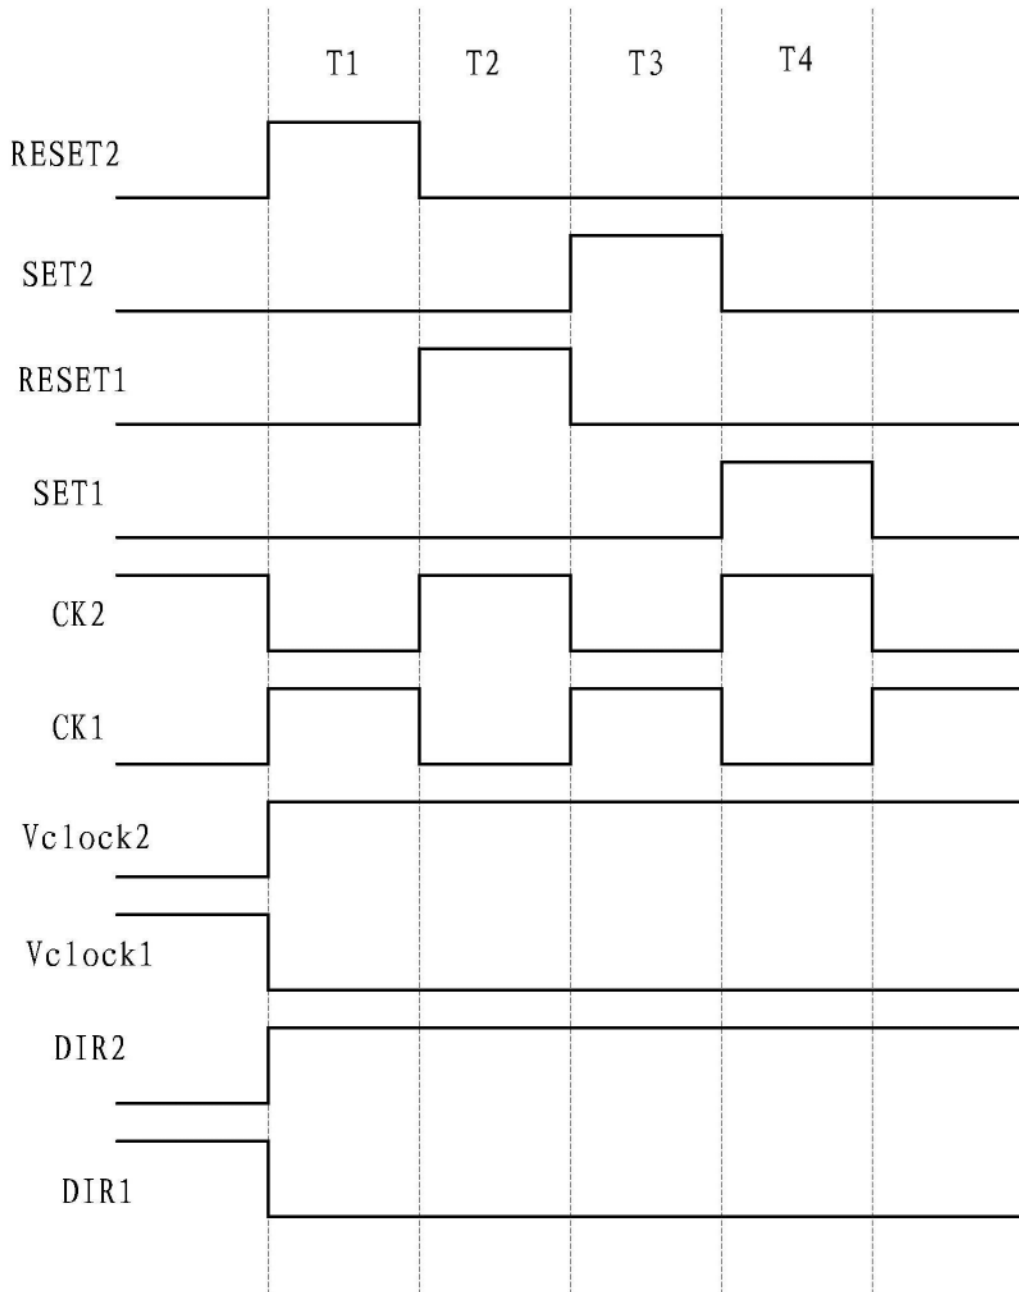 T1 T2 T3 T4
RESET2
SET2
RESET1
SET1
CK2
CK1
Vclock2
Vclock1
DIR2
DIR1